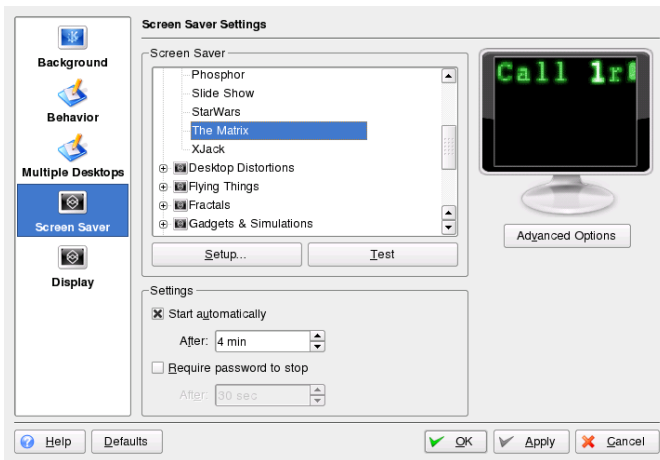 Screen Saver Settings
Background
Behavior
Multiple Desktops
Screen Saver
Display
Screen Saver
Phosphor
Slide Show
StarWars
The Matrix
XJack
Desktop Distortions
Flying Things
Fractals
Gadgets & Simulations
Setup...
Test
Call 1r
Advanced Options
Settings
Start automatically
After: 4 min
Require password to stop
After: 30 sec
Help
Defaults
OK
Apply
Cancel